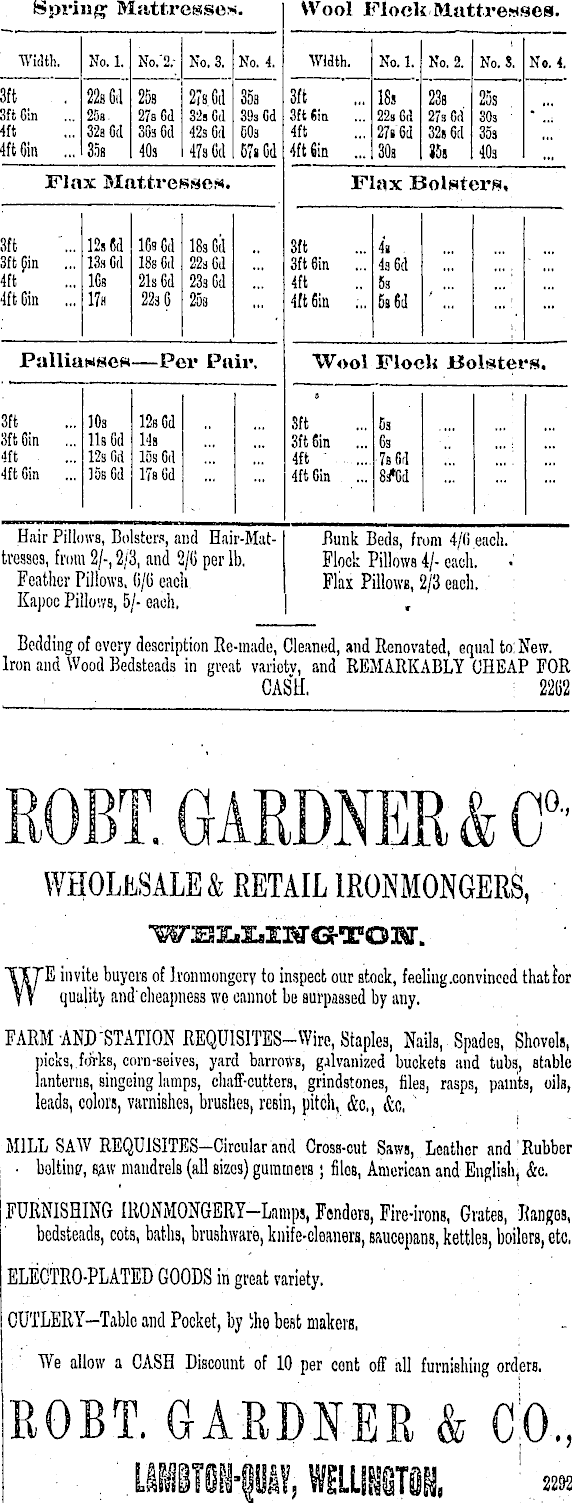 Spring Mattresses.
Width. No. 1. No. 2. No. 3. No. 4.
3ft . 22s 6d 25s 27s 6d 35s
3ft 6in ... 25s 27s 6d 32s 6d 39s 6d
4ft ... 32s 6d 36s 6d 42s 6d 50s
4ft 6in ... 35s 40s 47s 6d 57s 6d
Flax Mattresses.
3ft ... 12s 6d 16s 6d 18s 6d ..
3ft 6in ... 13s 6d 18s 6d 22s 6d ...
4ft ... 16s 21s 6d 23s 6d ...
4ft 6in ... 17s 22s 6 25s ...
Palliasses—Per Pair.
3ft ... 10s 12s 6d .. ...
3ft 6in ... 11s 6d 14s .. ...
4ft ... 12s 6d 15s 6d ... ...
4ft 6in ... 15s 6d 17s 6d ... ...
Hair Pillows, Bolsters, and Hair-Mat-
tresses, from 2/-, 2/3, and 2/6 per lb.
Feather Pillows, 6/6 each
Kapoc Pillows, 5/- each.
Wool Flock Mattresses.
Width. No. 1. No. 2. No. 3. No. 4.
3ft ... 18s 23s 25s ...
3ft 6in ... 22s 6d 27s 6d 30s ...
4ft ... 27s 6d 32s 6d 35s ...
4ft 6in ... 30s 35s 40s ...
Flax Bolsters.
3ft ... 4s ... ... ...
3ft 6in ... 4s 6d ... ... ...
4ft .. 5s ... ... ...
4ft 6in ... 5s 6d ... ... ...
Wool Flock Bolsters.
3ft ... 5s .. .. ...
3ft 6in ... 6s ... ... ...
4ft ... 7s 6d ... ... ...
4ft 6in ... 8s 6d ... ... ...
Bunk Beds, from 4/6 each.
Flock Pillows 4/- each.
Flax Pillows, 2/3 each.
Bedding of every description Re-made, Cleaned, and Renovated, equal to New.
Iron and Wood Bedsteads in great variety, and REMARKABLY CHEAP FOR
CASH. 2262
ROBT. GARDNER & CO.,
WHOLESALE & RETAIL IRONMONGERS,
WELLINGTON.
WE invite buyers of Ironmongery to inspect our stock, feeling convinced that for
quality and cheapness we cannot be surpassed by any.
FARM AND STATION REQUISITES—Wire, Staples, Nails, Spades, Shovels,
picks, forks, corn-seives, yard barrows, galvanized buckets and tubs, stable
lanterns, singeing lamps, chaff-cutters, grindstones, files, rasps, paints, oils,
leads, colors, varnishes, brushes, resin, pitch, &c., &c.
MILL SAW REQUISITES—Circular and Cross-cut Saws, Leather and Rubber
belting, saw mandrels (all sizes) gummers ; files, American and English, &c.
FURNISHING IRONMONGERY—Lamps, Fenders, Fire-irons, Grates, Ranges,
bedsteads, cots, baths, brushware, knife-cleaners, saucepans, kettles, boilers, etc.
ELECTRO-PLATED GOODS in great variety.
CUTLERY—Table and Pocket, by the best makers.
We allow a CASH Discount of 10 per cent off all furnishing orders.
ROBT. GARDNER & CO.,
LAMBTON-QUAY, WELLINGTON. 2292